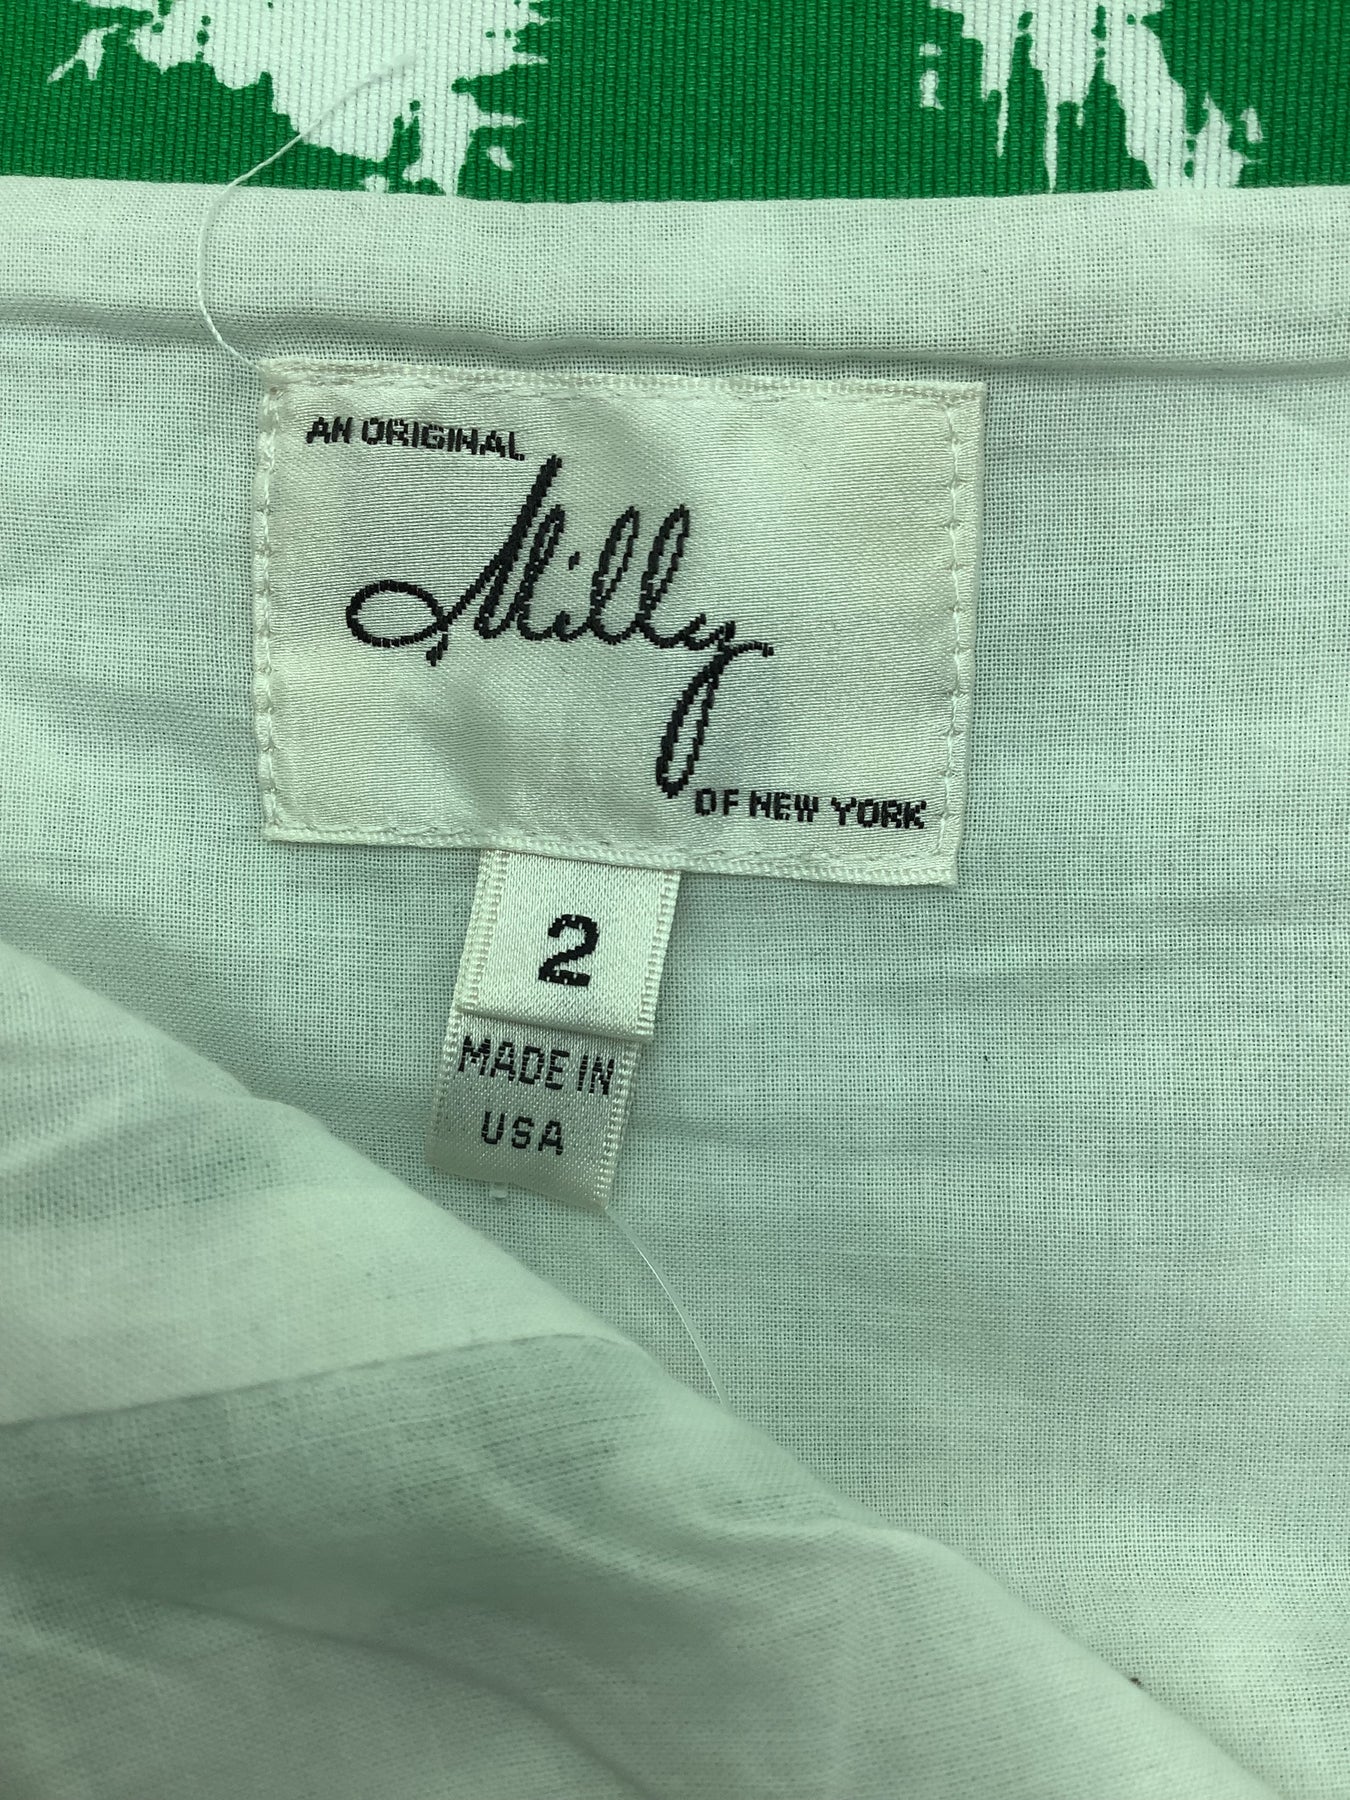 AN ORIGINAL
Milly
OF NEW YORK
2
MADE IN
USA